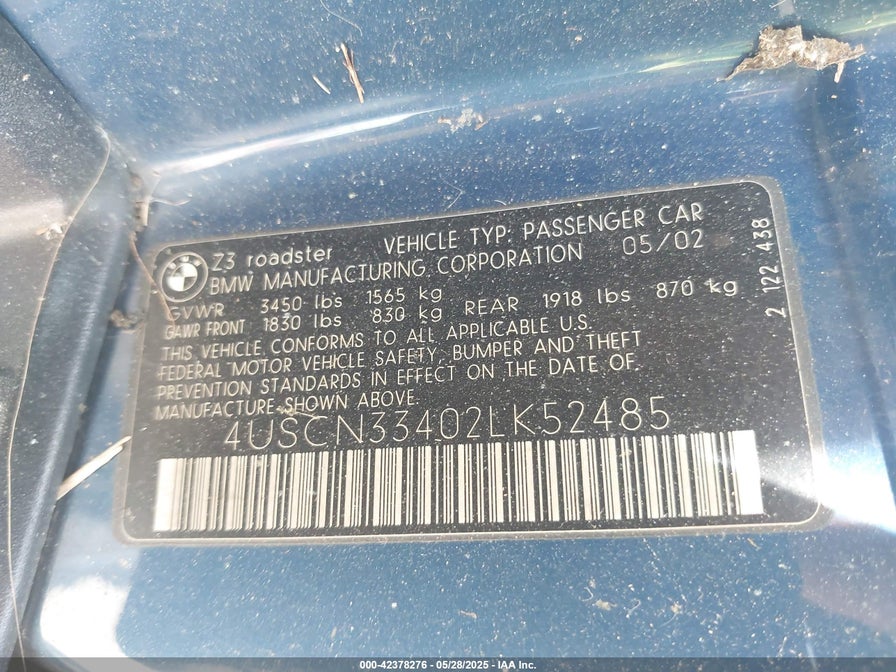 Z3 roadster VEHICLE TYP: PASSENGER CAR
BMW MANUFACTURING CORPORATION 05/02
GVWR 3450 lbs 1565 kg
GAWR FRONT 1830 lbs 830 kg REAR 1918 lbs 870 kg
THIS VEHICLE CONFORMS TO ALL APPLICABLE U.S.
FEDERAL MOTOR VEHICLE SAFETY, BUMPER AND THEFT
PREVENTION STANDARDS IN EFFECT ON THE DATE OF
MANUFACTURE SHOWN ABOVE.
4USCN33402LK52485
2 122 438
000-42378276 - 05/28/2025 - IAA Inc.